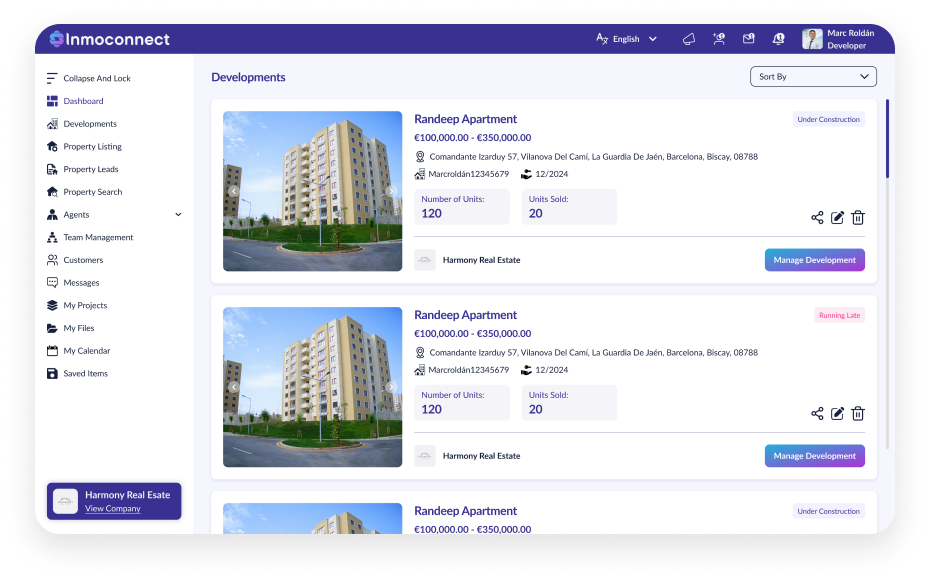 Inmoconnect
English
Marc Roldán
Developer
Collapse And Lock
Dashboard
Developments
Property Listing
Property Leads
Property Search
Agents
Team Management
Customers
Messages
My Projects
My Files
My Calendar
Saved Items
Harmony Real Esate
View Company
Developments
Sort By
Randeep Apartment
Under Construction
€100,000.00 - €350,000.00
Comandante Izarduy 57, Vilanova Del Camí, La Guardia De Jaén, Barcelona, Biscay, 08788
Marcroldán12345679 12/2024
Number of Units: Units Sold:
120 20
Harmony Real Estate
Manage Development
Randeep Apartment
Running Late
€100,000.00 - €350,000.00
Comandante Izarduy 57, Vilanova Del Camí, La Guardia De Jaén, Barcelona, Biscay, 08788
Marcroldán12345679 12/2024
Number of Units: Units Sold:
120 20
Harmony Real Estate
Manage Development
Randeep Apartment
Under Construction
€100,000.00 - €350,000.00